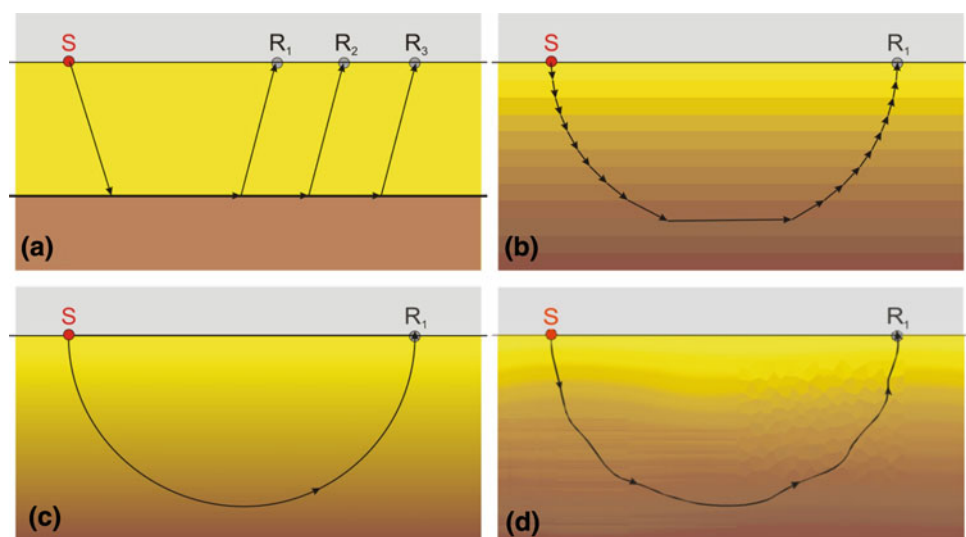 S R₁ R₂ R₃
(a)
S R₁
(b)
S R₁
(c)
S R₁
(d)